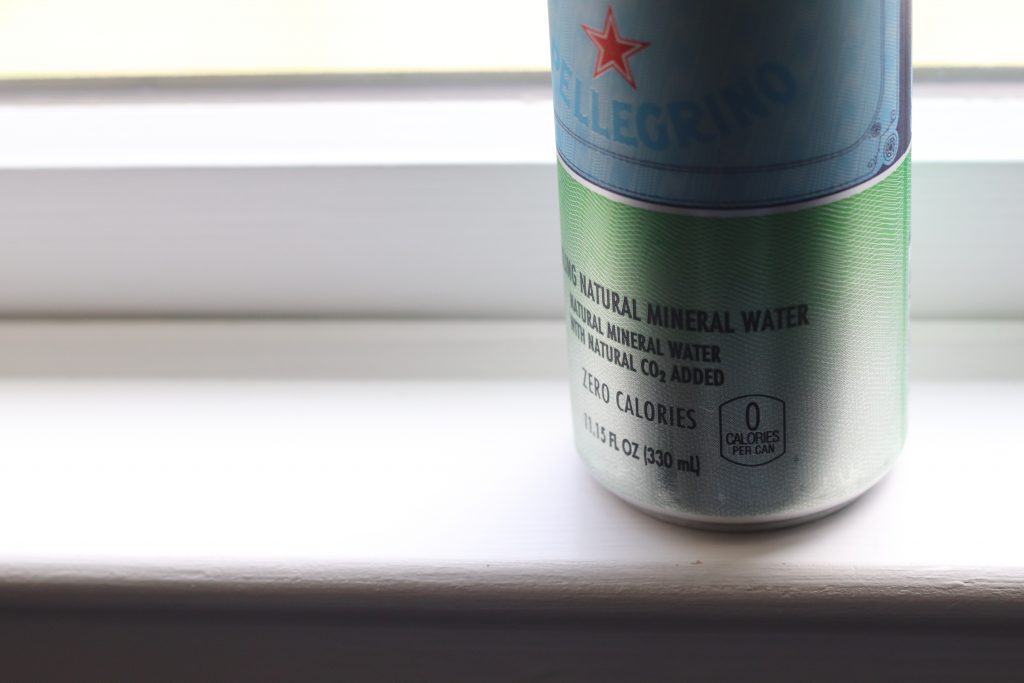 PELLEGRINO
NATURAL MINERAL WATER
NATURAL MINERAL WATER
WITH NATURAL CO₂ ADDED
ZERO CALORIES
11.15 FL OZ (330 mL)
0
CALORIES
PER CAN